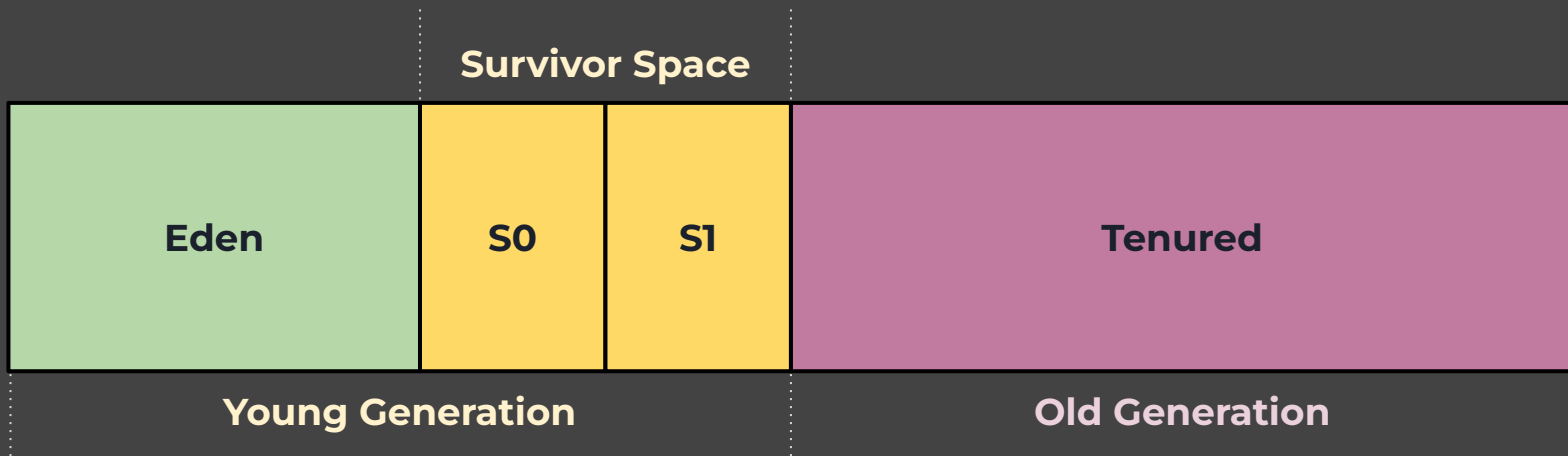 Survivor Space
Eden
S0
S1
Tenured
Young Generation
Old Generation